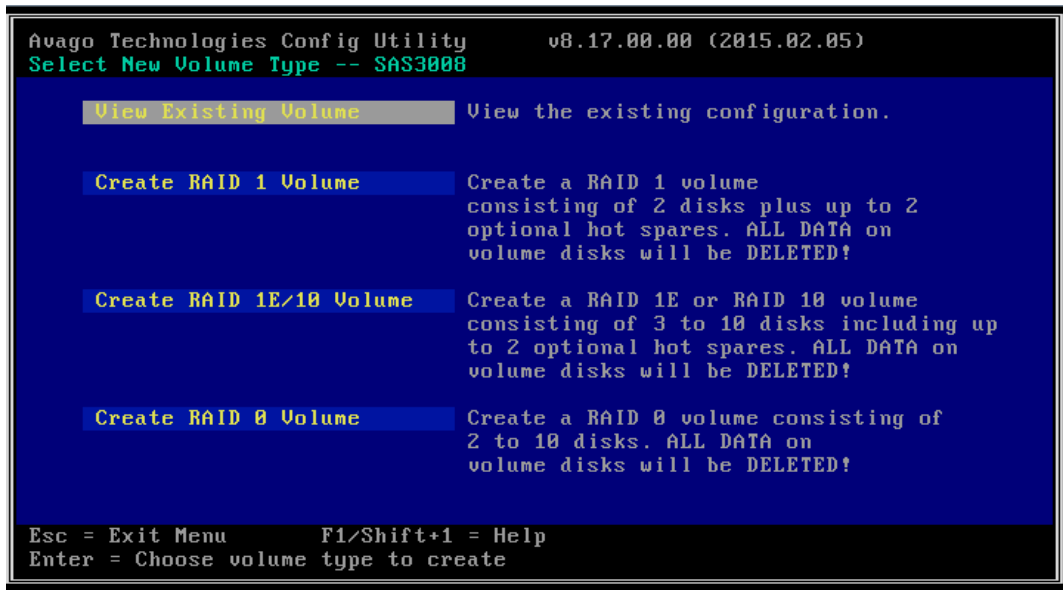 Avago Technologies Config Utility v8.17.00.00 (2015.02.05)
Select New Volume Type -- SAS3008
View Existing Volume View the existing configuration.
Create RAID 1 Volume Create a RAID 1 volume
consisting of 2 disks plus up to 2
optional hot spares. ALL DATA on
volume disks will be DELETED!
Create RAID 1E/10 Volume Create a RAID 1E or RAID 10 volume
consisting of 3 to 10 disks including up
to 2 optional hot spares. ALL DATA on
volume disks will be DELETED!
Create RAID 0 Volume Create a RAID 0 volume consisting of
2 to 10 disks. ALL DATA on
volume disks will be DELETED!
Esc = Exit Menu F1/Shift+1 = Help
Enter = Choose volume type to create